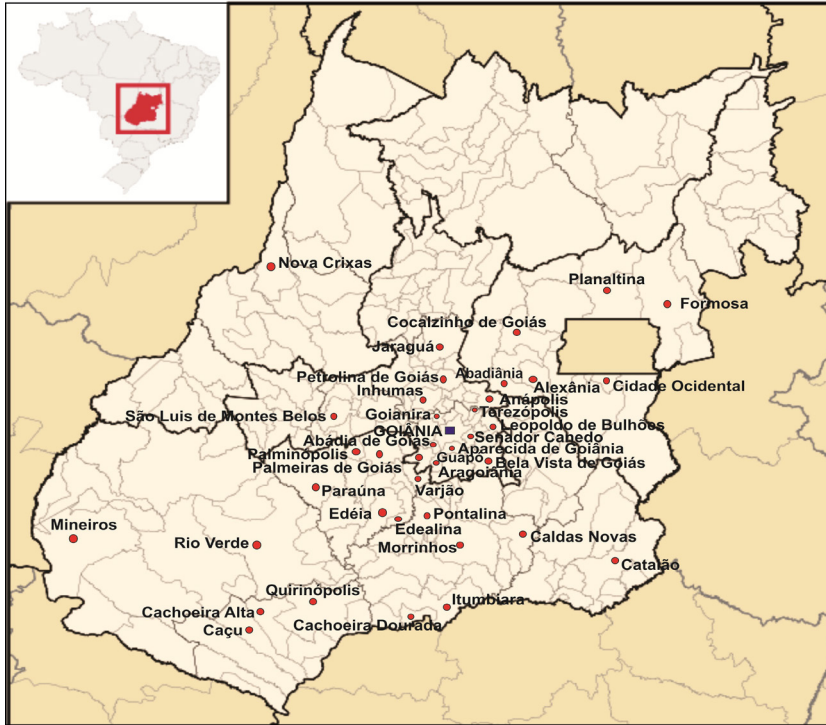 Nova Crixas
Planaltina
Formosa
Cocalzinho de Goiás
Jaraguá
Abadiânia
Petrolina de Goiás
Alexânia
Cidade Ocidental
Inhumas
Anápolis
São Luis de Montes Belos
Goianira
Terezópolis
Leopoldo de Bulhões
GOIÂNIA
Senador Canedo
Abádia de Goiás
Aparecida de Goiânia
Palminópolis
Guapó
Bela Vista de Goiás
Palmeiras de Goiás
Aragoiania
Paraúna
Varjão
Edéia
Pontalina
Mineiros
Edealina
Caldas Novas
Rio Verde
Morrinhos
Catalão
Quirinópolis
Itumbiara
Cachoeira Alta
Cachoeira Dourada
Caçu